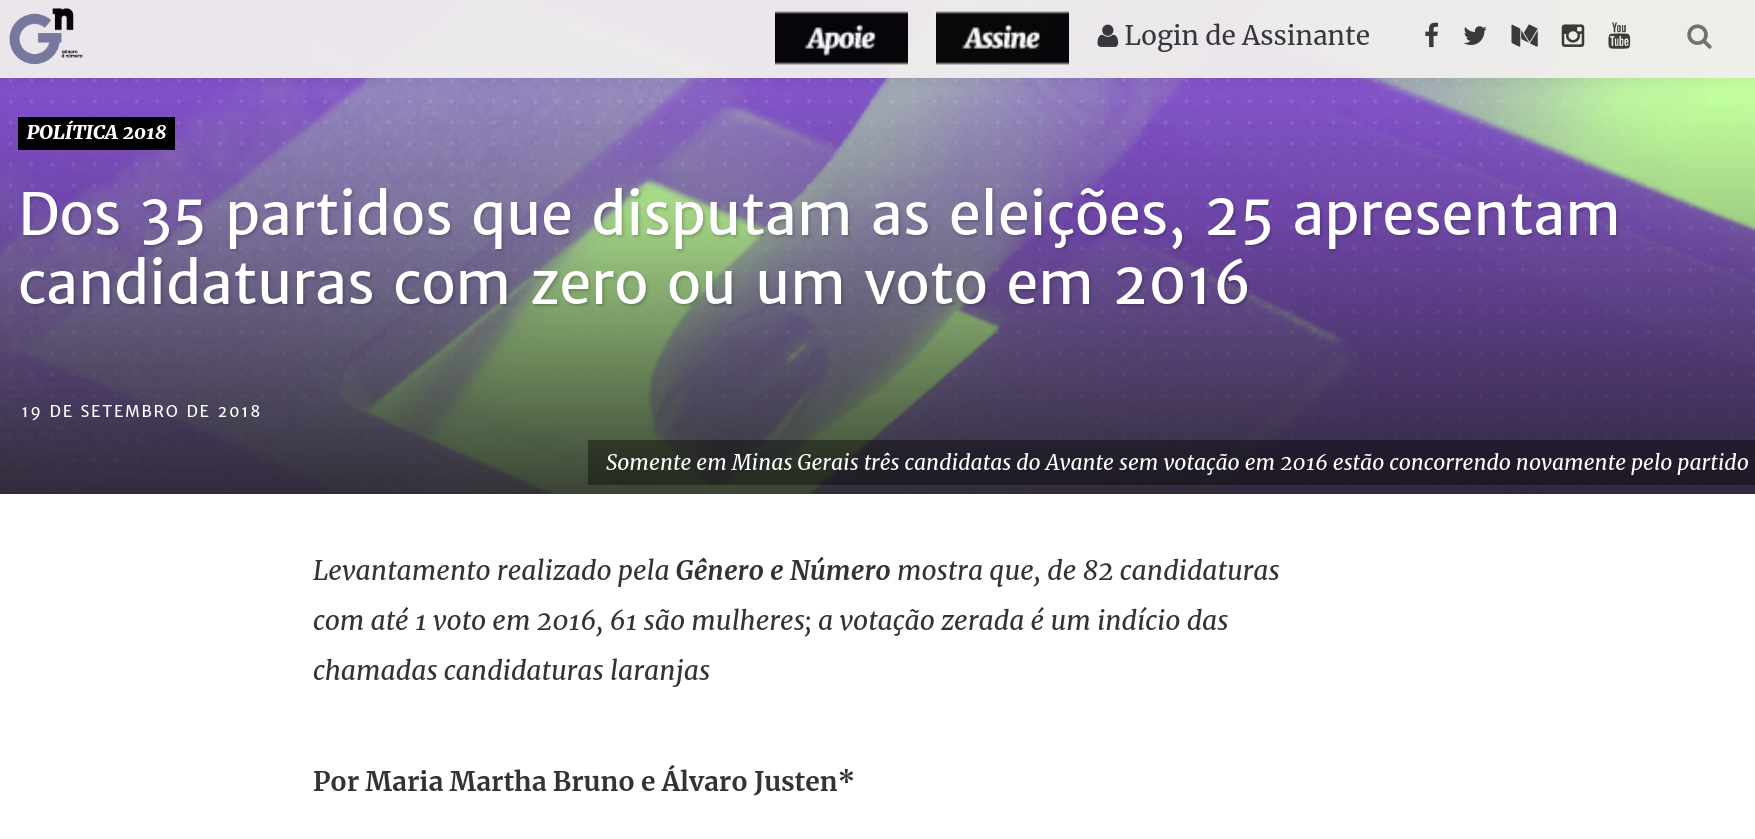 Gn
gênero
e número
Apoie
Assine
Login de Assinante
You
Tube
POLÍTICA 2018
Dos 35 partidos que disputam as eleições, 25 apresentam
candidaturas com zero ou um voto em 2016
19 DE SETEMBRO DE 2018
Somente em Minas Gerais três candidatas do Avante sem votação em 2016 estão concorrendo novamente pelo partido
Levantamento realizado pela Gênero e Número mostra que, de 82 candidaturas
com até 1 voto em 2016, 61 são mulheres; a votação zerada é um indício das
chamadas candidaturas laranjas
Por Maria Martha Bruno e Álvaro Justen*